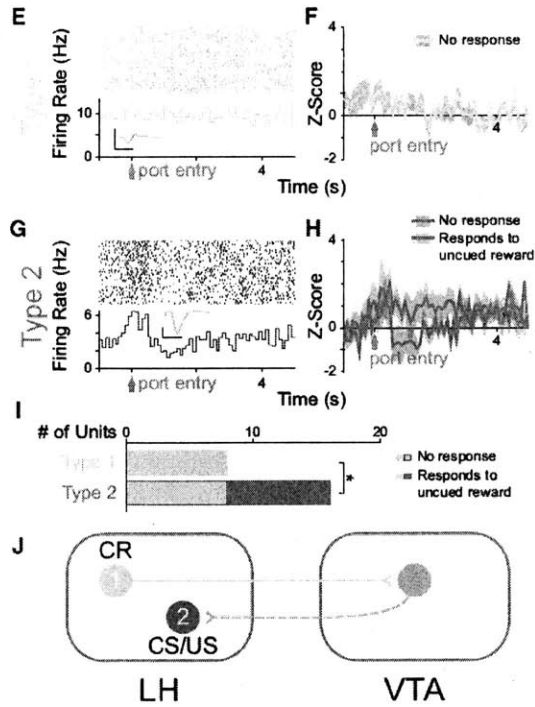 E
Firing Rate (Hz)
10
0
port entry
4
Time (s)
F
No response
Z-Score
4
2
0
-2
port entry
4
G
Type 2
Firing Rate (Hz)
6
0
port entry
4
Time (s)
H
No response
Responds to
uncued reward
Z-Score
4
2
0
-2
port entry
4
I
# of Units
0
10
20
Type 1
Type 2
*
No response
Responds to
uncued reward
J
CR
1
2
CS/US
LH
VTA